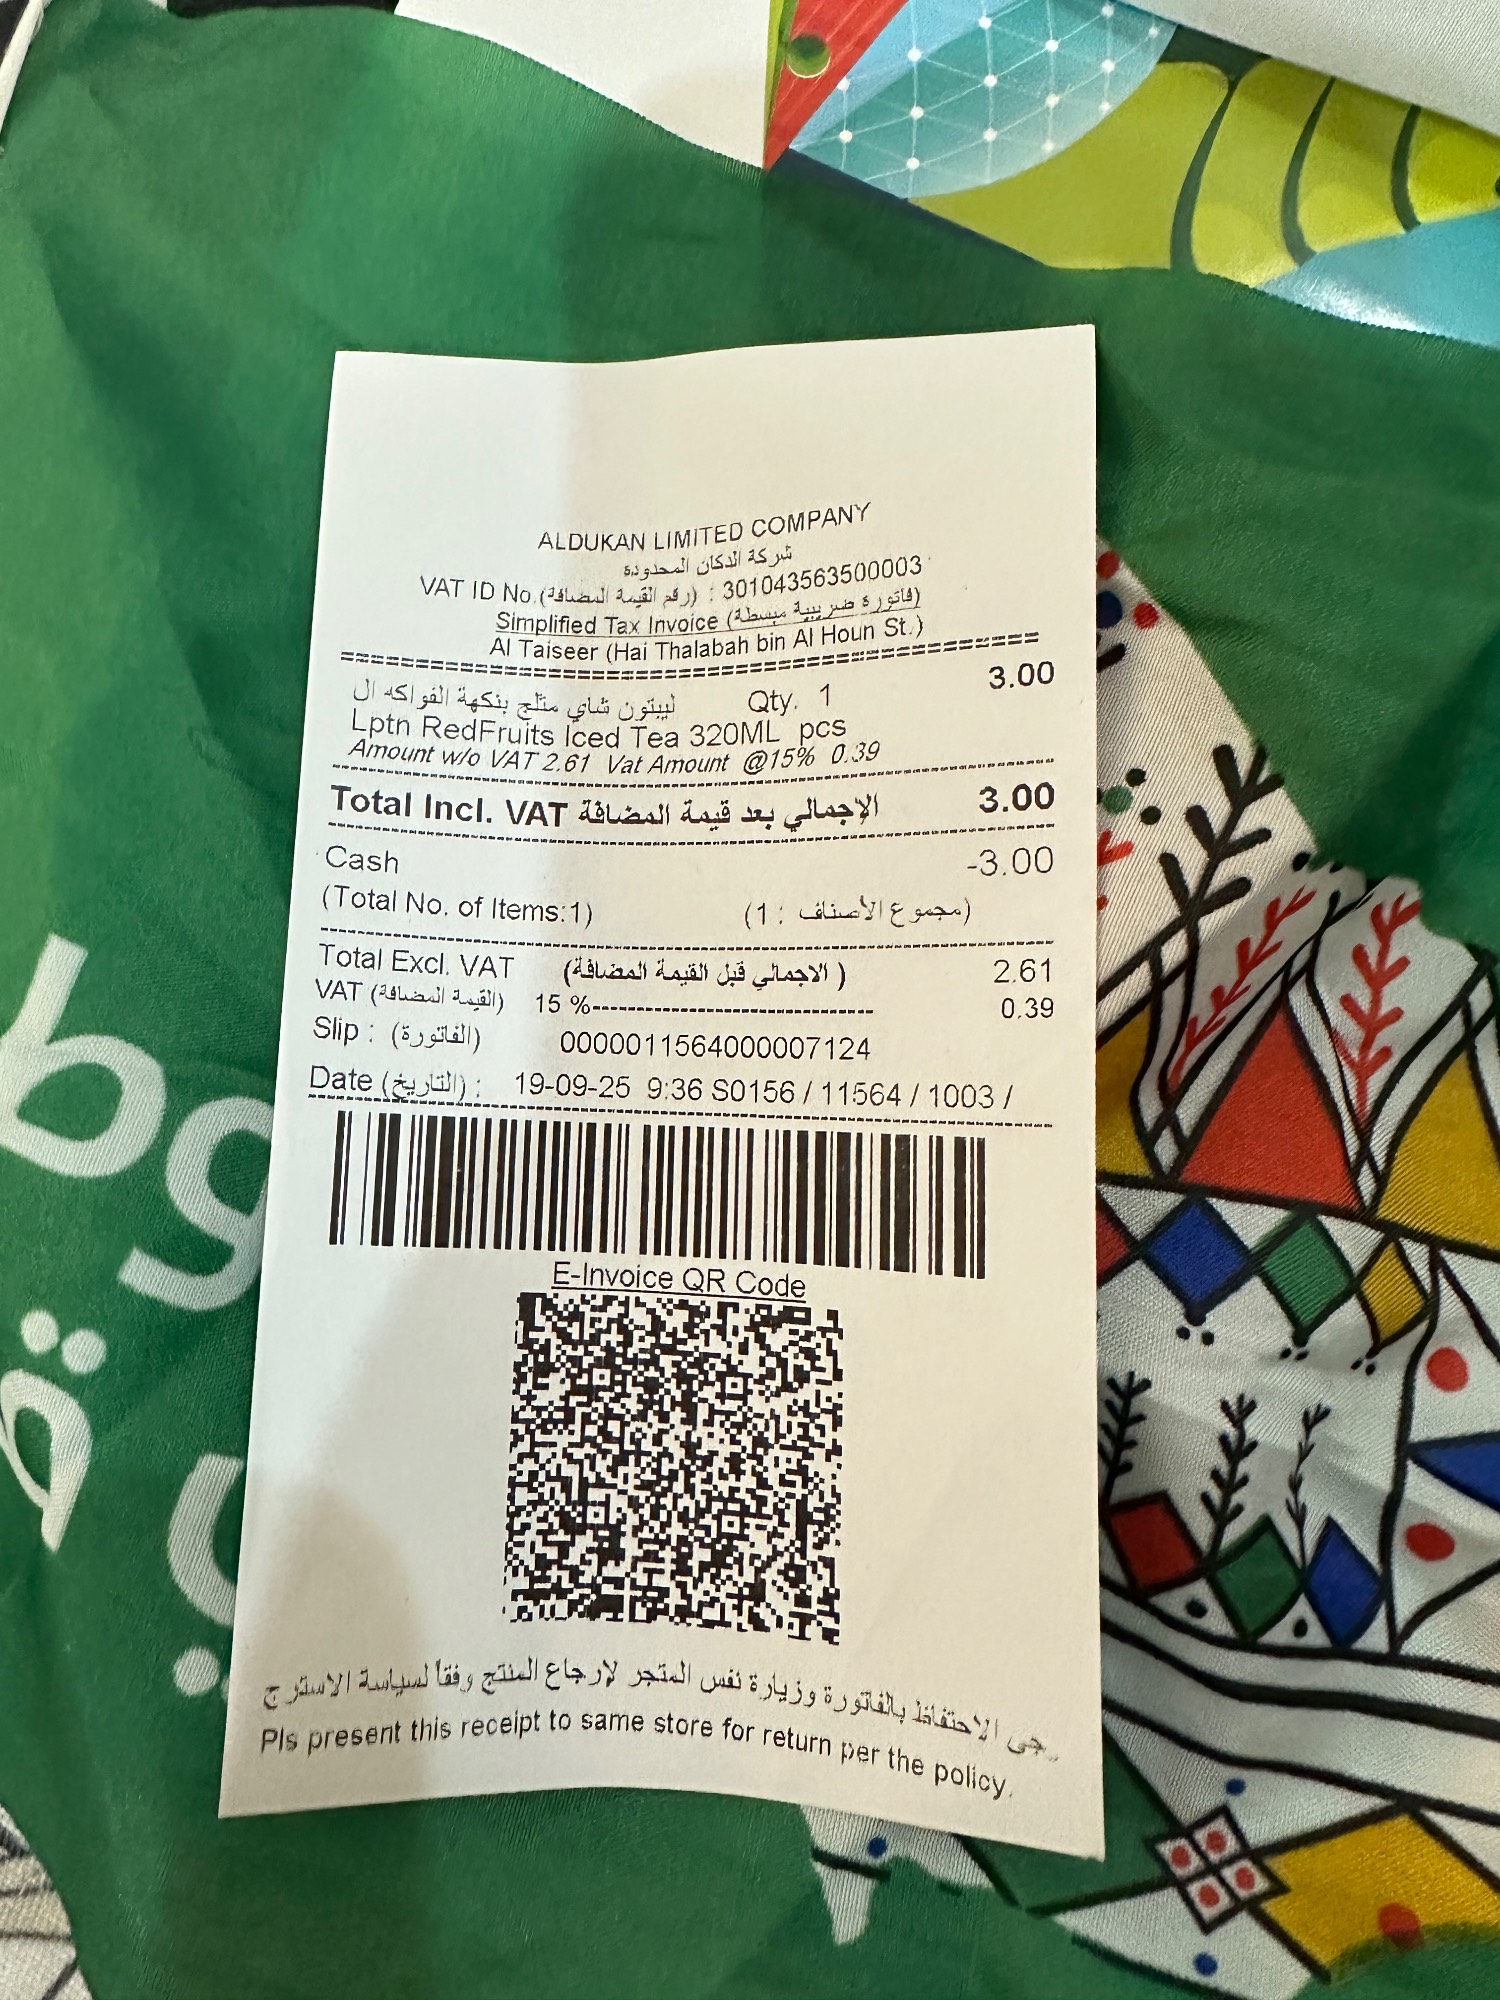 ALDUKAN LIMITED COMPANY
شركة الدكان المحدودة
VAT ID No.(رقم القيمة المضافة) : 301043563500003
Simplified Tax Invoice (فاتورة ضريبية مبسطة)
Al Taiseer (Hai Thalabah bin Al Houn St.)
ليبتون شاي مثلج بنكهة الفواكه ال Qty. 1 3.00
Lptn RedFruits Iced Tea 320ML pcs
Amount w/o VAT 2.61 Vat Amount @15% 0.39
Total Incl. VAT الإجمالي بعد قيمة المضافة 3.00
Cash -3.00
(Total No. of Items:1) (مجموع الأصناف : 1)
Total Excl. VAT (الاجمالي قبل القيمة المضافة ) 2.61
VAT (القيمة المضافة) 15 %------------------------------ 0.39
Slip : (الفاتورة) 0000011564000007124
Date (التاريخ) : 19-09-25 9:36 S0156 / 11564 / 1003 /
E-Invoice QR Code
جى الاحتفاظ بالفاتورة وزيارة نفس المتجر لإرجاع المنتج وفقاً لسياسة الاسترج
Pls present this receipt to same store for return per the policy.